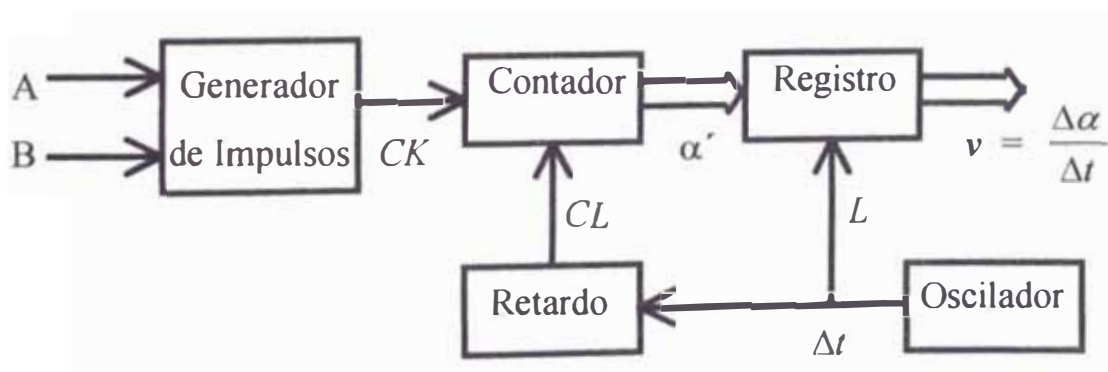 A
B
Generador
de Impulsos
CK
Contador
α´
Registro
v = Δα / Δt
CL
L
Retardo
Δt
Oscilador